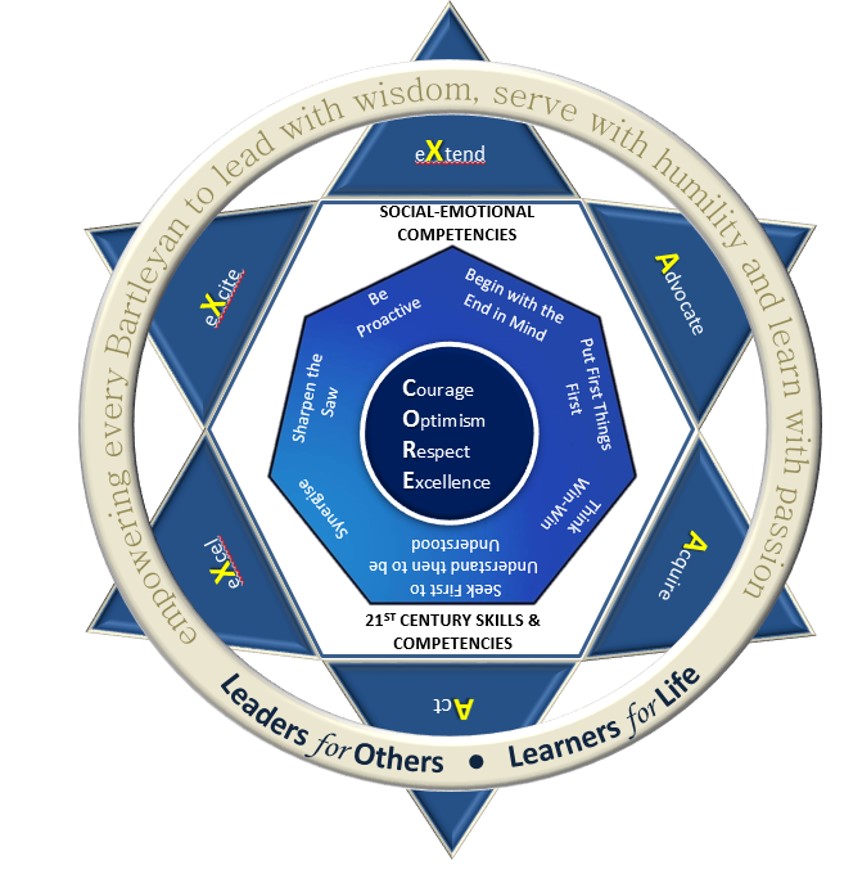 empowering every Bartleyan to lead with wisdom, serve with humility and learn with passion
eXtend
Advocate
Acquire
Act
eXcel
eXcite
SOCIAL-EMOTIONAL
COMPETENCIES
Be
Proactive
Begin with the
End in Mind
Put First Things
First
Think
Win-Win
Seek First to
Understand then to be
Understood
Synergise
Sharpen the
Saw
Courage
Optimism
Respect
Excellence
21ST CENTURY SKILLS &
COMPETENCIES
Leaders for Others • Learners for Life